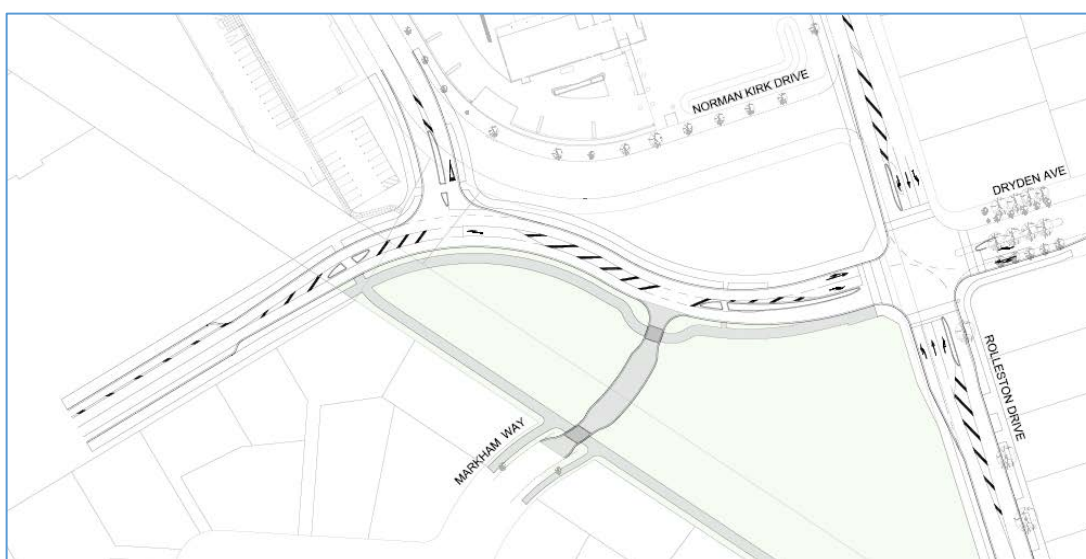 NORMAN KIRK DRIVE
DRYDEN AVE
ROLLESTON DRIVE
MARKHAM WAY